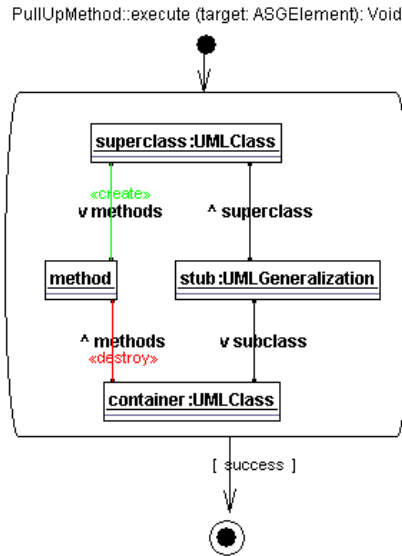 PullUpMethod::execute (target: ASGElement): Void
superclass :UMLClass
«create»
v methods
^ superclass
method
stub :UMLGeneralization
^ methods
v subclass
«destroy»
container :UMLClass
[ success ]